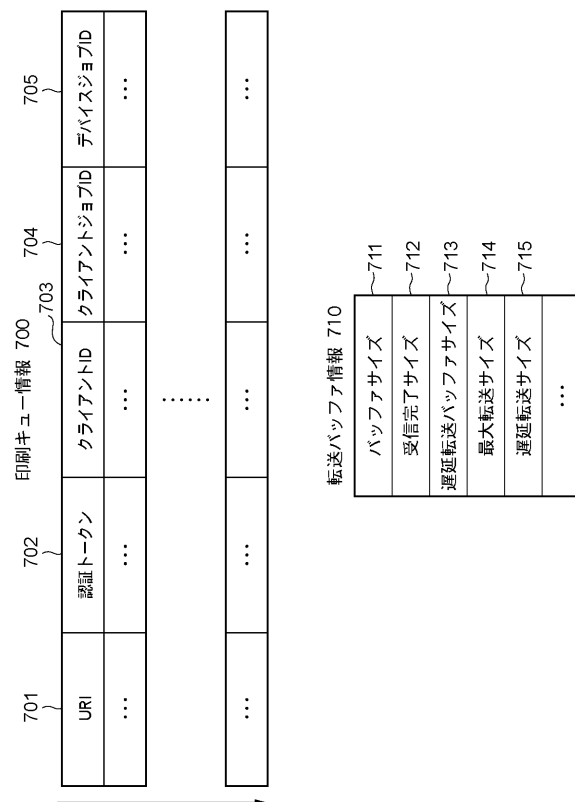 印刷キュー情報 700
701 702 703 704 705
URI 認証トークン クライアントID クライアントジョブID デバイスジョブID
… … … … …
……
… … … … …
転送バッファ情報 710
バッファサイズ 711
受信完了サイズ 712
遅延転送バッファサイズ 713
最大転送サイズ 714
遅延転送サイズ 715
…